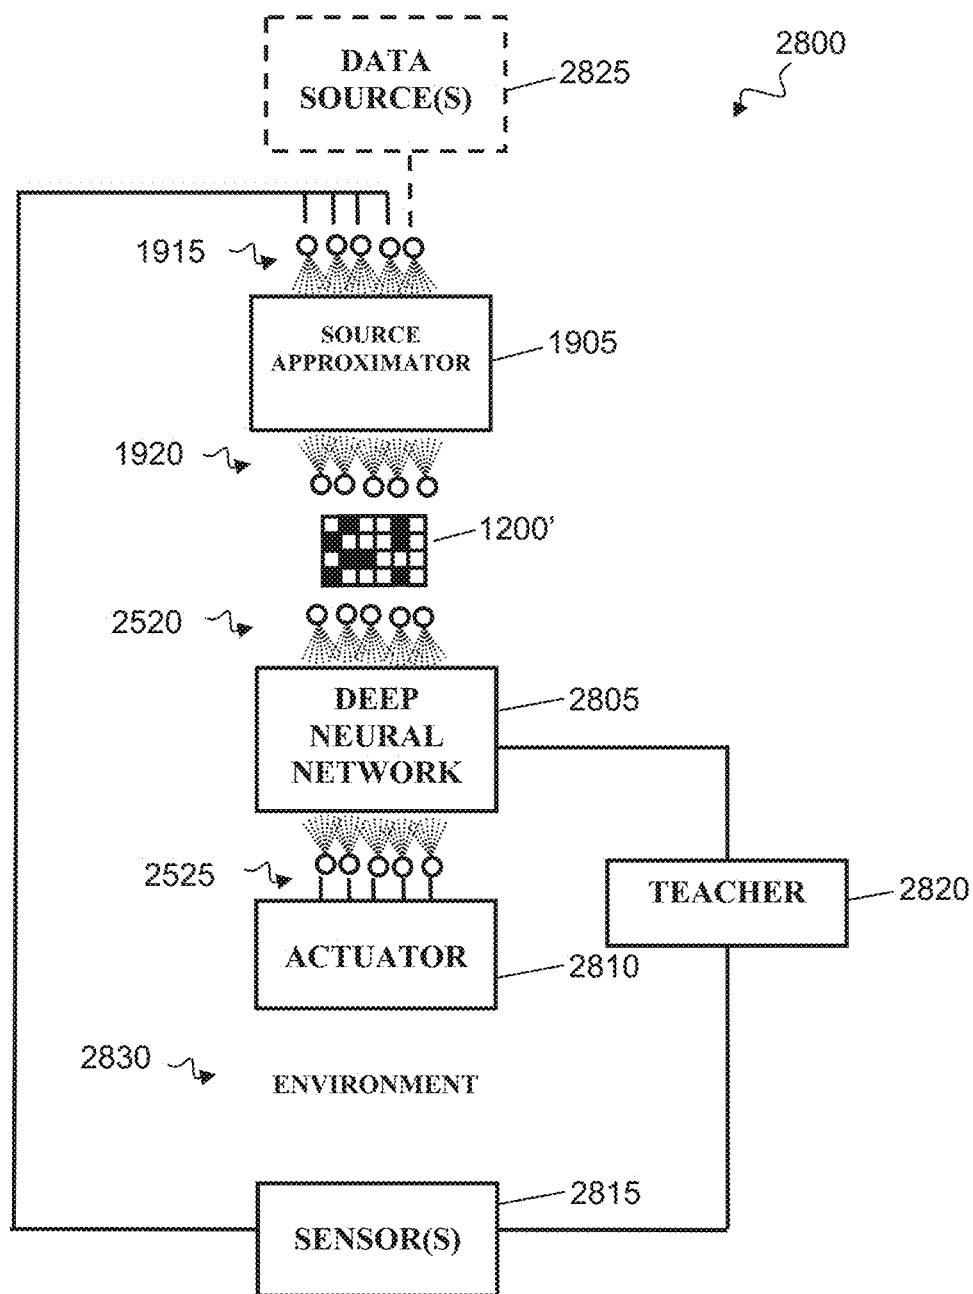 DATA
SOURCE(S)
2825
2800
1915
SOURCE
APPROXIMATOR
1905
1920
1200’
2520
DEEP
NEURAL
NETWORK
2805
2525
TEACHER
2820
ACTUATOR
2810
2830
ENVIRONMENT
SENSOR(S)
2815